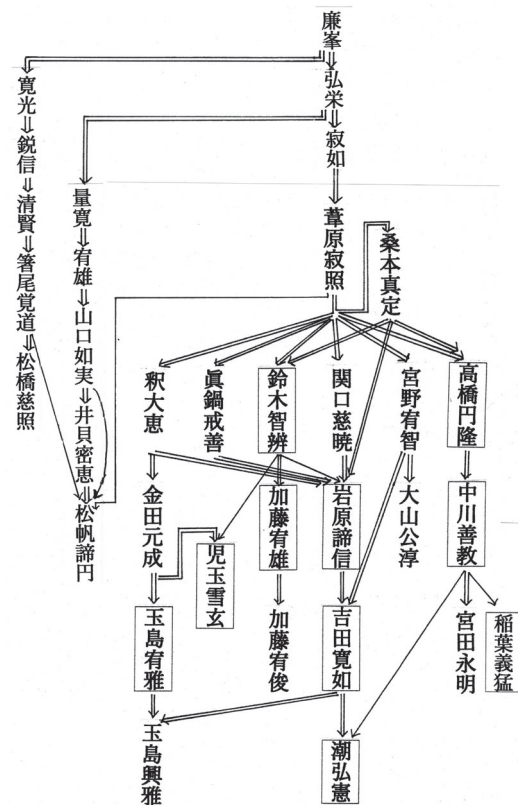 廉峯⇒弘栄⇒寂如⇒葦原寂照
寛光⇒鋭信⇒清賢⇒箸尾覚道⇒松橋慈照
量寛⇒宥雄⇒山口如実⇒井貝密恵⇒松帆諦円
桑本真定
高橋円隆
宮野宥智
関口慈暁
鈴木智辨
眞鍋戒善
釈大恵
中川善教
大山公淳
岩原諦信
加藤宥雄
児玉雪玄
金田元成
稲葉義猛
宮田永明
吉田寛如
加藤宥俊
玉島宥雅
潮弘憲
玉島興雅